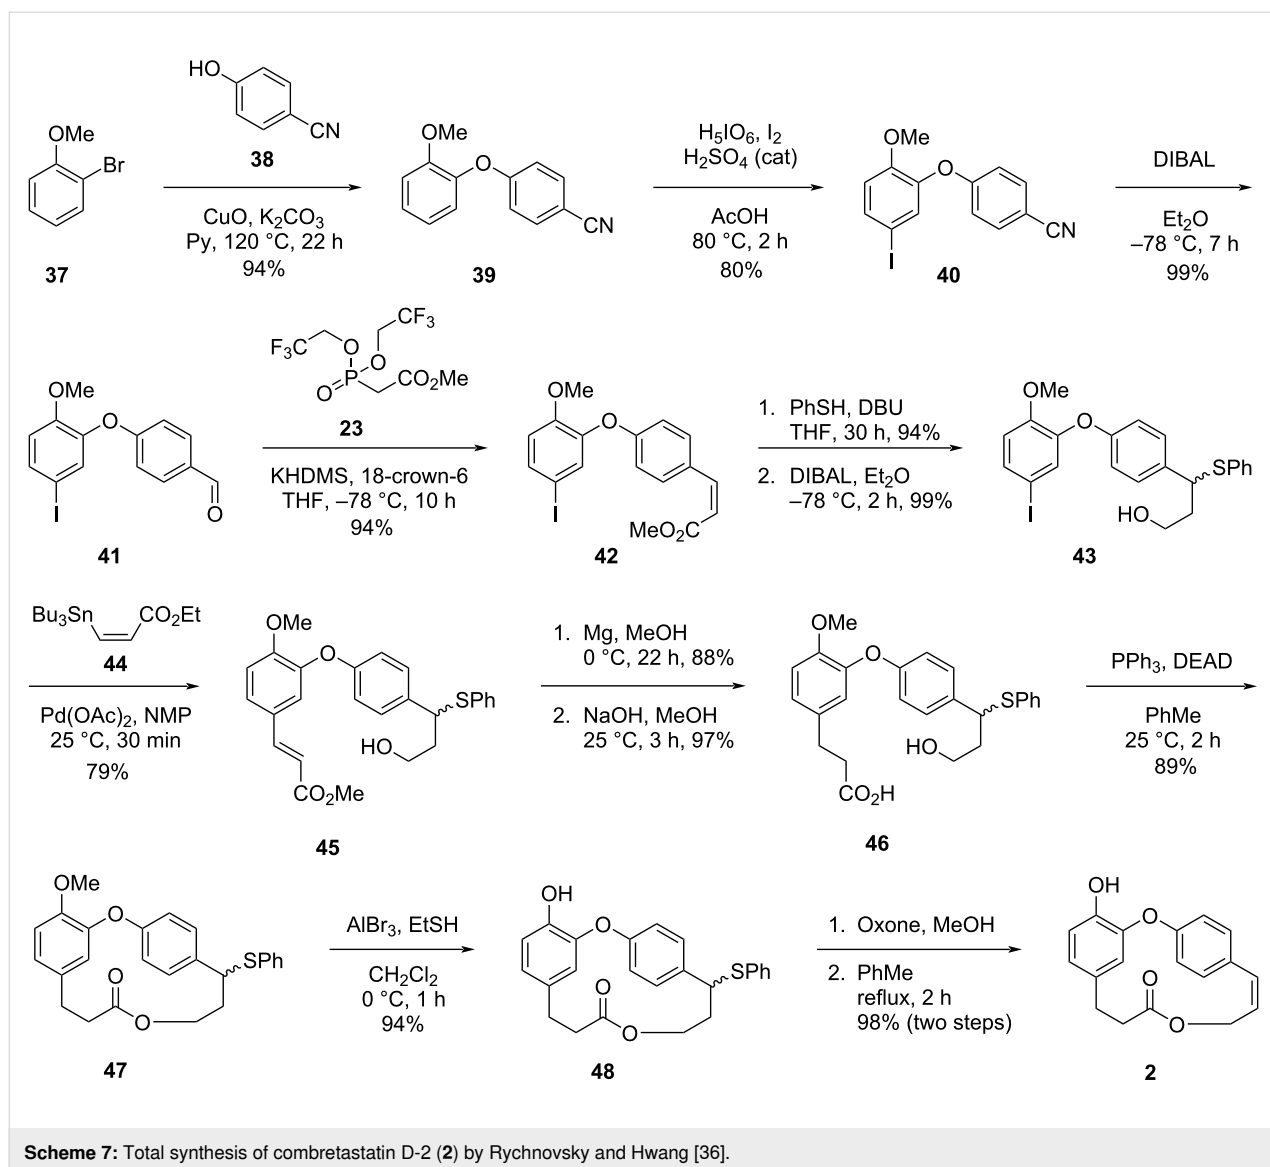 HO
CN
38
OMe
Br
37
CuO, K2CO3
Py, 120 °C, 22 h
94%
OMe
O
CN
39
H5IO6, I2
H2SO4 (cat)
AcOH
80 °C, 2 h
80%
OMe
O
CN
I
40
DIBAL
Et2O
–78 °C, 7 h
99%
OMe
O
I
O
41
CF3
F3C
O
O
O
P
CO2Me
23
KHDMS, 18-crown-6
THF, –78 °C, 10 h
94%
OMe
O
I
MeO2C
42
1. PhSH, DBU
THF, 30 h, 94%
2. DIBAL, Et2O
–78 °C, 2 h, 99%
OMe
O
SPh
I
HO
43
Bu3Sn
CO2Et
44
Pd(OAc)2, NMP
25 °C, 30 min
79%
OMe
O
SPh
HO
CO2Me
45
1. Mg, MeOH
0 °C, 22 h, 88%
2. NaOH, MeOH
25 °C, 3 h, 97%
OMe
O
SPh
HO
CO2H
46
PPh3, DEAD
PhMe
25 °C, 2 h
89%
OMe
O
SPh
O
O
47
AlBr3, EtSH
CH2Cl2
0 °C, 1 h
94%
OH
O
SPh
O
O
48
1. Oxone, MeOH
2. PhMe
reflux, 2 h
98% (two steps)
OH
O
O
O
2
Scheme 7: Total synthesis of combretastatin D-2 (2) by Rychnovsky and Hwang [36].